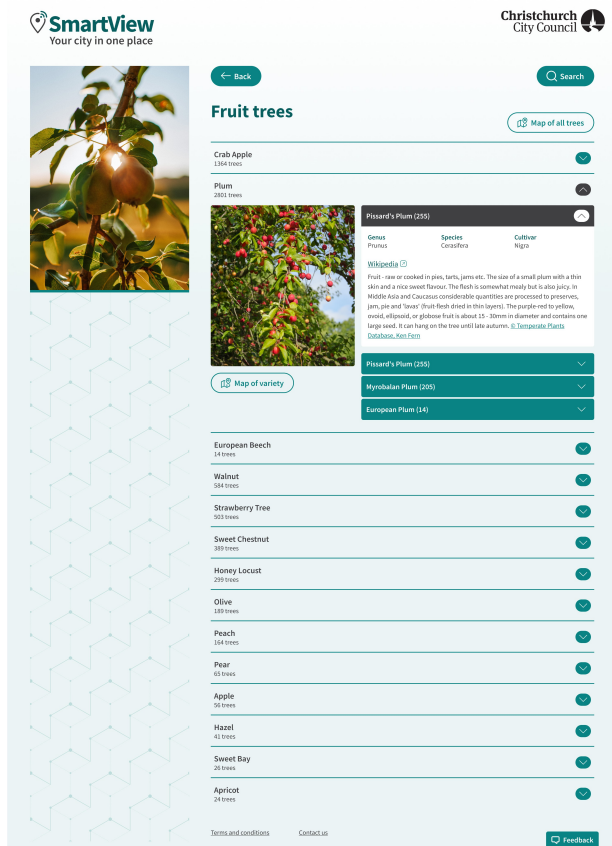 SmartView
Your city in one place
Christchurch
City Council
Back
Search
Fruit trees
Map of all trees
Crab Apple
1364 trees
Plum
2801 trees
Pissard's Plum (255)
Genus
Species
Cultivar
Prunus
Cerasifera
Nigra
Wikipedia
Fruit - raw or cooked in pies, tarts, jams etc. The size of a small plum with a thin
skin and a nice sweet flavour. The flesh is somewhat mealy but is also juicy. In
Middle Asia and Caucasus considerable quantities are processed to preserves,
jam, pie and 'lavas' (fruit-flesh dried in thin layers). The purple-red to yellow,
ovoid, ellipsoid, or globose fruit is about 15 - 30mm in diameter and contains one
large seed. It can hang on the tree until late autumn. © Temperate Plants
Database, Ken Fern
Pissard's Plum (255)
Map of variety
Myrobalan Plum (205)
European Plum (14)
European Beech
14 trees
Walnut
584 trees
Strawberry Tree
503 trees
Sweet Chestnut
389 trees
Honey Locust
299 trees
Olive
189 trees
Peach
164 trees
Pear
65 trees
Apple
56 trees
Hazel
41 trees
Sweet Bay
26 trees
Apricot
24 trees
Terms and conditions
Contact us
Feedback